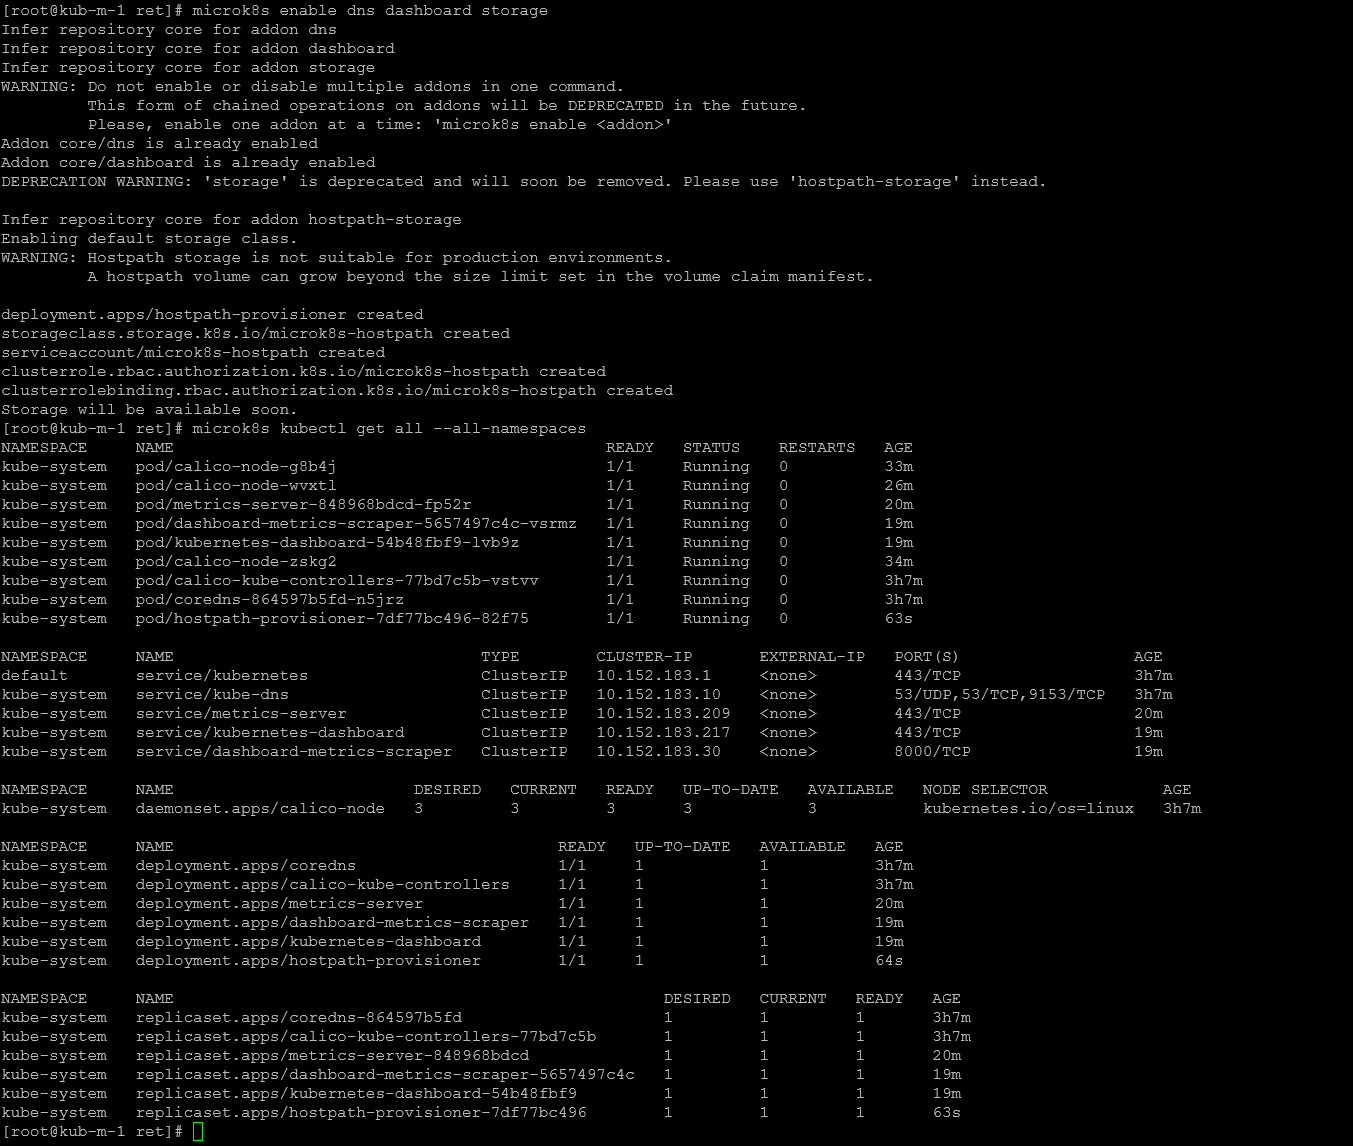 [root@kub-m-1 ret]# microk8s enable dns dashboard storage
Infer repository core for addon dns
Infer repository core for addon dashboard
Infer repository core for addon storage
WARNING: Do not enable or disable multiple addons in one command.
         This form of chained operations on addons will be DEPRECATED in the future.
         Please, enable one addon at a time: 'microk8s enable <addon>'
Addon core/dns is already enabled
Addon core/dashboard is already enabled
DEPRECATION WARNING: 'storage' is deprecated and will soon be removed. Please use 'hostpath-storage' instead.

Infer repository core for addon hostpath-storage
Enabling default storage class.
WARNING: Hostpath storage is not suitable for production environments.
         A hostpath volume can grow beyond the size limit set in the volume claim manifest.

deployment.apps/hostpath-provisioner created
storageclass.storage.k8s.io/microk8s-hostpath created
serviceaccount/microk8s-hostpath created
clusterrole.rbac.authorization.k8s.io/microk8s-hostpath created
clusterrolebinding.rbac.authorization.k8s.io/microk8s-hostpath created
Storage will be available soon.
[root@kub-m-1 ret]# microk8s kubectl get all --all-namespaces
NAMESPACE     NAME                                             READY   STATUS    RESTARTS   AGE
kube-system   pod/calico-node-g8b4j                            1/1     Running   0          33m
kube-system   pod/calico-node-wvxtl                            1/1     Running   0          26m
kube-system   pod/metrics-server-848968bdcd-fp52r              1/1     Running   0          20m
kube-system   pod/dashboard-metrics-scraper-5657497c4c-vsrmz   1/1     Running   0          19m
kube-system   pod/kubernetes-dashboard-54b48fbf9-lvb9z         1/1     Running   0          19m
kube-system   pod/calico-node-zskg2                            1/1     Running   0          34m
kube-system   pod/calico-kube-controllers-77bd7c5b-vstvv       1/1     Running   0          3h7m
kube-system   pod/coredns-864597b5fd-n5jrz                     1/1     Running   0          3h7m
kube-system   pod/hostpath-provisioner-7df77bc496-82f75        1/1     Running   0          63s

NAMESPACE     NAME                                TYPE        CLUSTER-IP       EXTERNAL-IP   PORT(S)                  AGE
default       service/kubernetes                  ClusterIP   10.152.183.1     <none>        443/TCP                  3h7m
kube-system   service/kube-dns                    ClusterIP   10.152.183.10    <none>        53/UDP,53/TCP,9153/TCP   3h7m
kube-system   service/metrics-server              ClusterIP   10.152.183.209   <none>        443/TCP                  20m
kube-system   service/kubernetes-dashboard        ClusterIP   10.152.183.217   <none>        443/TCP                  19m
kube-system   service/dashboard-metrics-scraper   ClusterIP   10.152.183.30    <none>        8000/TCP                 19m

NAMESPACE     NAME                         DESIRED   CURRENT   READY   UP-TO-DATE   AVAILABLE   NODE SELECTOR            AGE
kube-system   daemonset.apps/calico-node   3         3         3       3            3           kubernetes.io/os=linux   3h7m

NAMESPACE     NAME                                        READY   UP-TO-DATE   AVAILABLE   AGE
kube-system   deployment.apps/coredns                     1/1     1            1           3h7m
kube-system   deployment.apps/calico-kube-controllers     1/1     1            1           3h7m
kube-system   deployment.apps/metrics-server              1/1     1            1           20m
kube-system   deployment.apps/dashboard-metrics-scraper   1/1     1            1           19m
kube-system   deployment.apps/kubernetes-dashboard        1/1     1            1           19m
kube-system   deployment.apps/hostpath-provisioner        1/1     1            1           64s

NAMESPACE     NAME                                                   DESIRED   CURRENT   READY   AGE
kube-system   replicaset.apps/coredns-864597b5fd                     1         1         1       3h7m
kube-system   replicaset.apps/calico-kube-controllers-77bd7c5b       1         1         1       3h7m
kube-system   replicaset.apps/metrics-server-848968bdcd              1         1         1       20m
kube-system   replicaset.apps/dashboard-metrics-scraper-5657497c4c   1         1         1       19m
kube-system   replicaset.apps/kubernetes-dashboard-54b48fbf9         1         1         1       19m
kube-system   replicaset.apps/hostpath-provisioner-7df77bc496        1         1         1       63s
[root@kub-m-1 ret]#